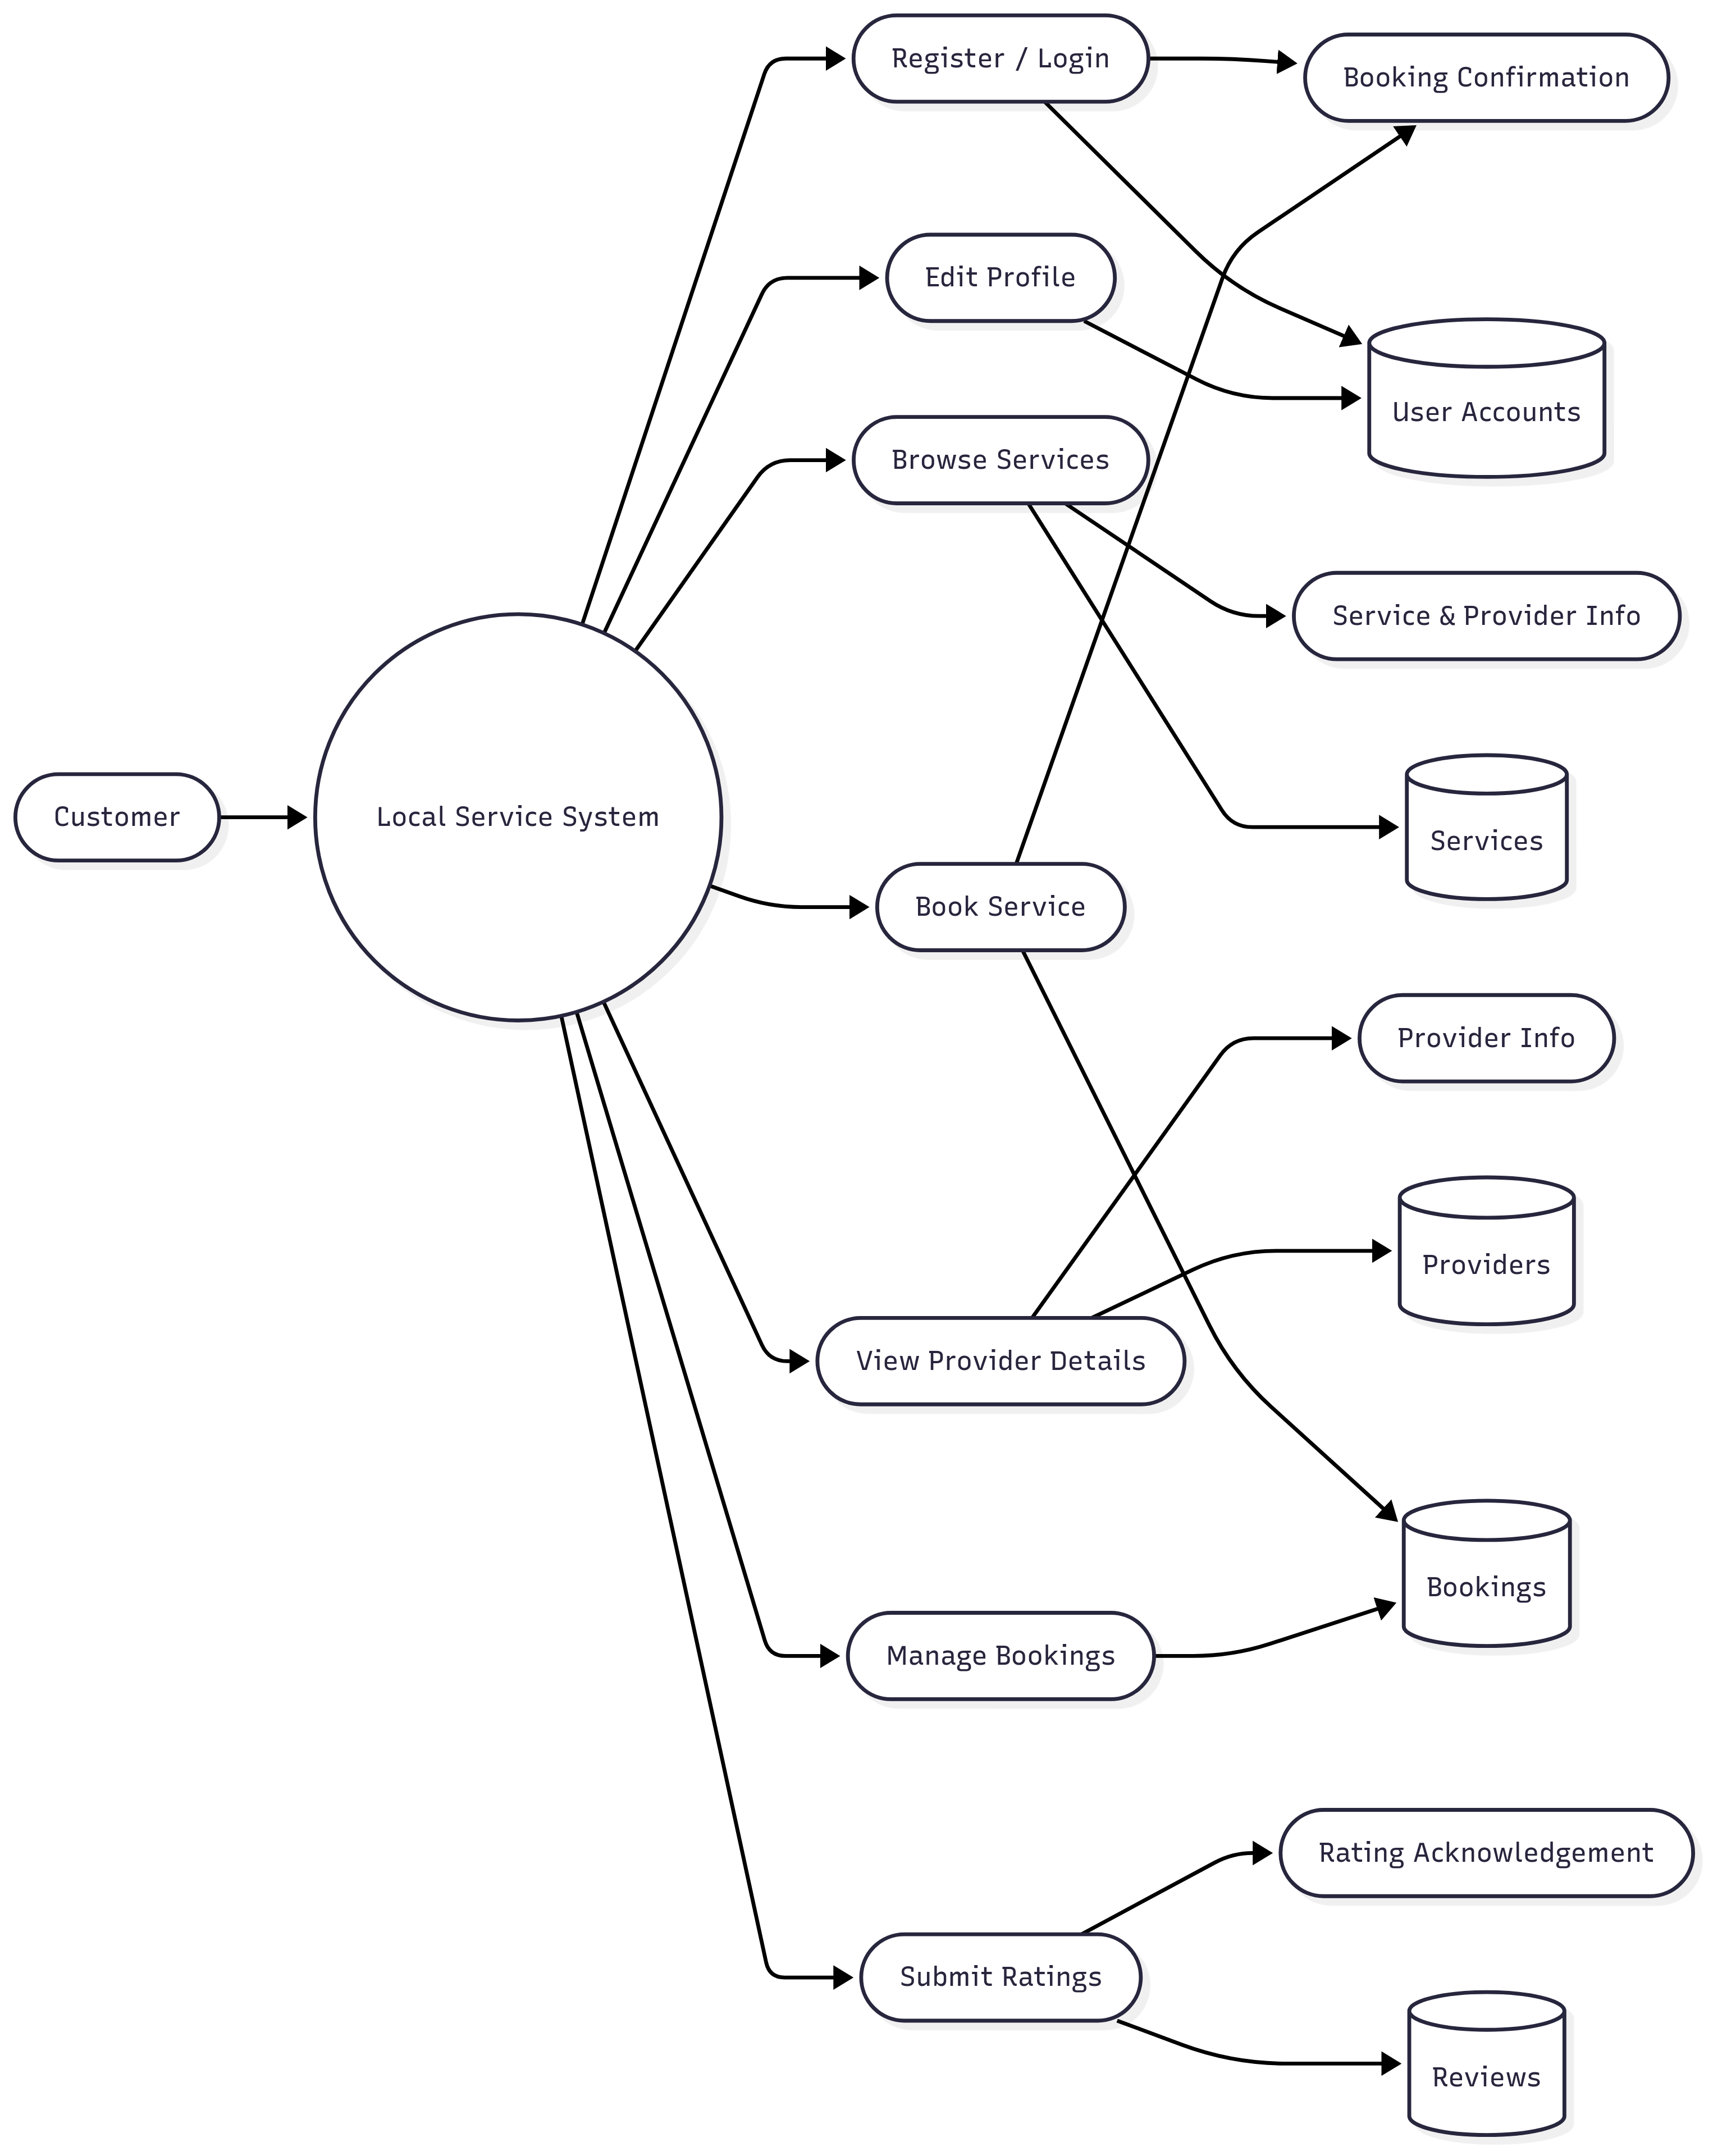 Register / Login
Booking Confirmation
Edit Profile
User Accounts
Browse Services
Service & Provider Info
Customer
Local Service System
Services
Book Service
Provider Info
Providers
View Provider Details
Bookings
Manage Bookings
Rating Acknowledgement
Submit Ratings
Reviews